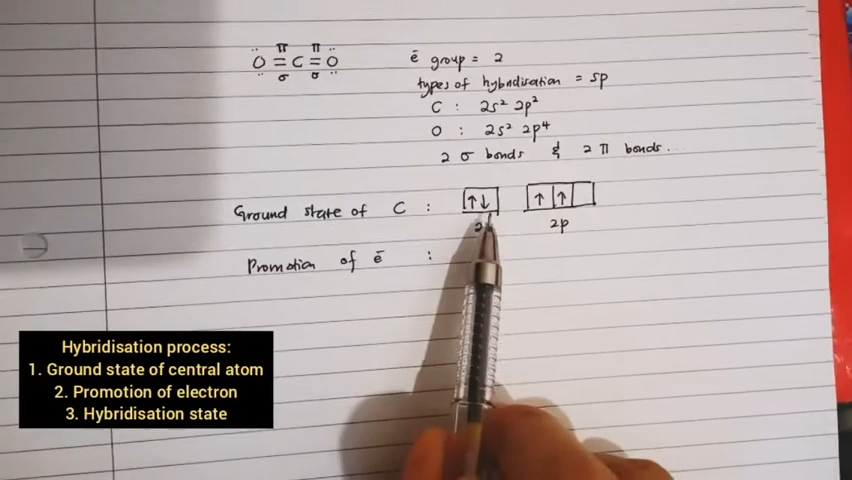 O=C=O
π π
σ σ
ē group = 2
types of hybridisation = sp
C : 2s² 2p²
O : 2s² 2p⁴
2 σ bonds & 2 π bonds.
Ground state of C : ↑↓ ↑ ↑
2p
Promotion of ē :
Hybridisation process:
1. Ground state of central atom
2. Promotion of electron
3. Hybridisation state